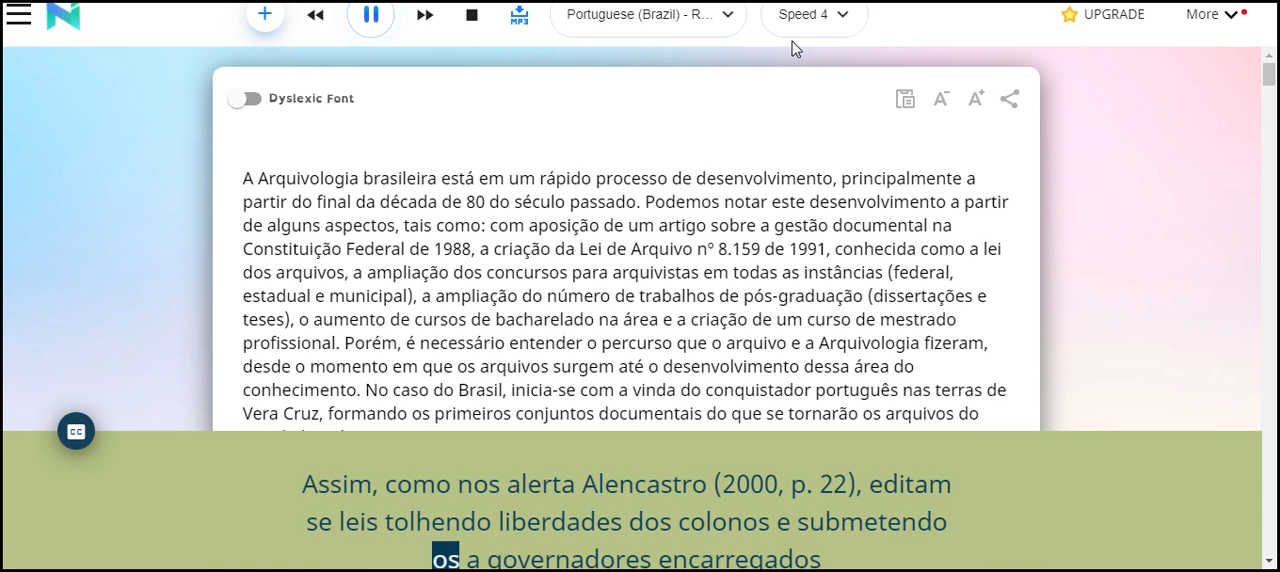 MP3
Portuguese (Brazil) - R...
Speed 4
UPGRADE
More
Dyslexic Font
A-
A+
A Arquivologia brasileira está em um rápido processo de desenvolvimento, principalmente a
partir do final da década de 80 do século passado. Podemos notar este desenvolvimento a partir
de alguns aspectos, tais como: com aposição de um artigo sobre a gestão documental na
Constituição Federal de 1988, a criação da Lei de Arquivo nº 8.159 de 1991, conhecida como a lei
dos arquivos, a ampliação dos concursos para arquivistas em todas as instâncias (federal,
estadual e municipal), a ampliação do número de trabalhos de pós-graduação (dissertações e
teses), o aumento de cursos de bacharelado na área e a criação de um curso de mestrado
profissional. Porém, é necessário entender o percurso que o arquivo e a Arquivologia fizeram,
desde o momento em que os arquivos surgem até o desenvolvimento dessa área do
conhecimento. No caso do Brasil, inicia-se com a vinda do conquistador português nas terras de
Vera Cruz, formando os primeiros conjuntos documentais do que se tornarão os arquivos do
CC
Assim, como nos alerta Alencastro (2000, p. 22), editam
se leis tolhendo liberdades dos colonos e submetendo
os a governadores encarregados